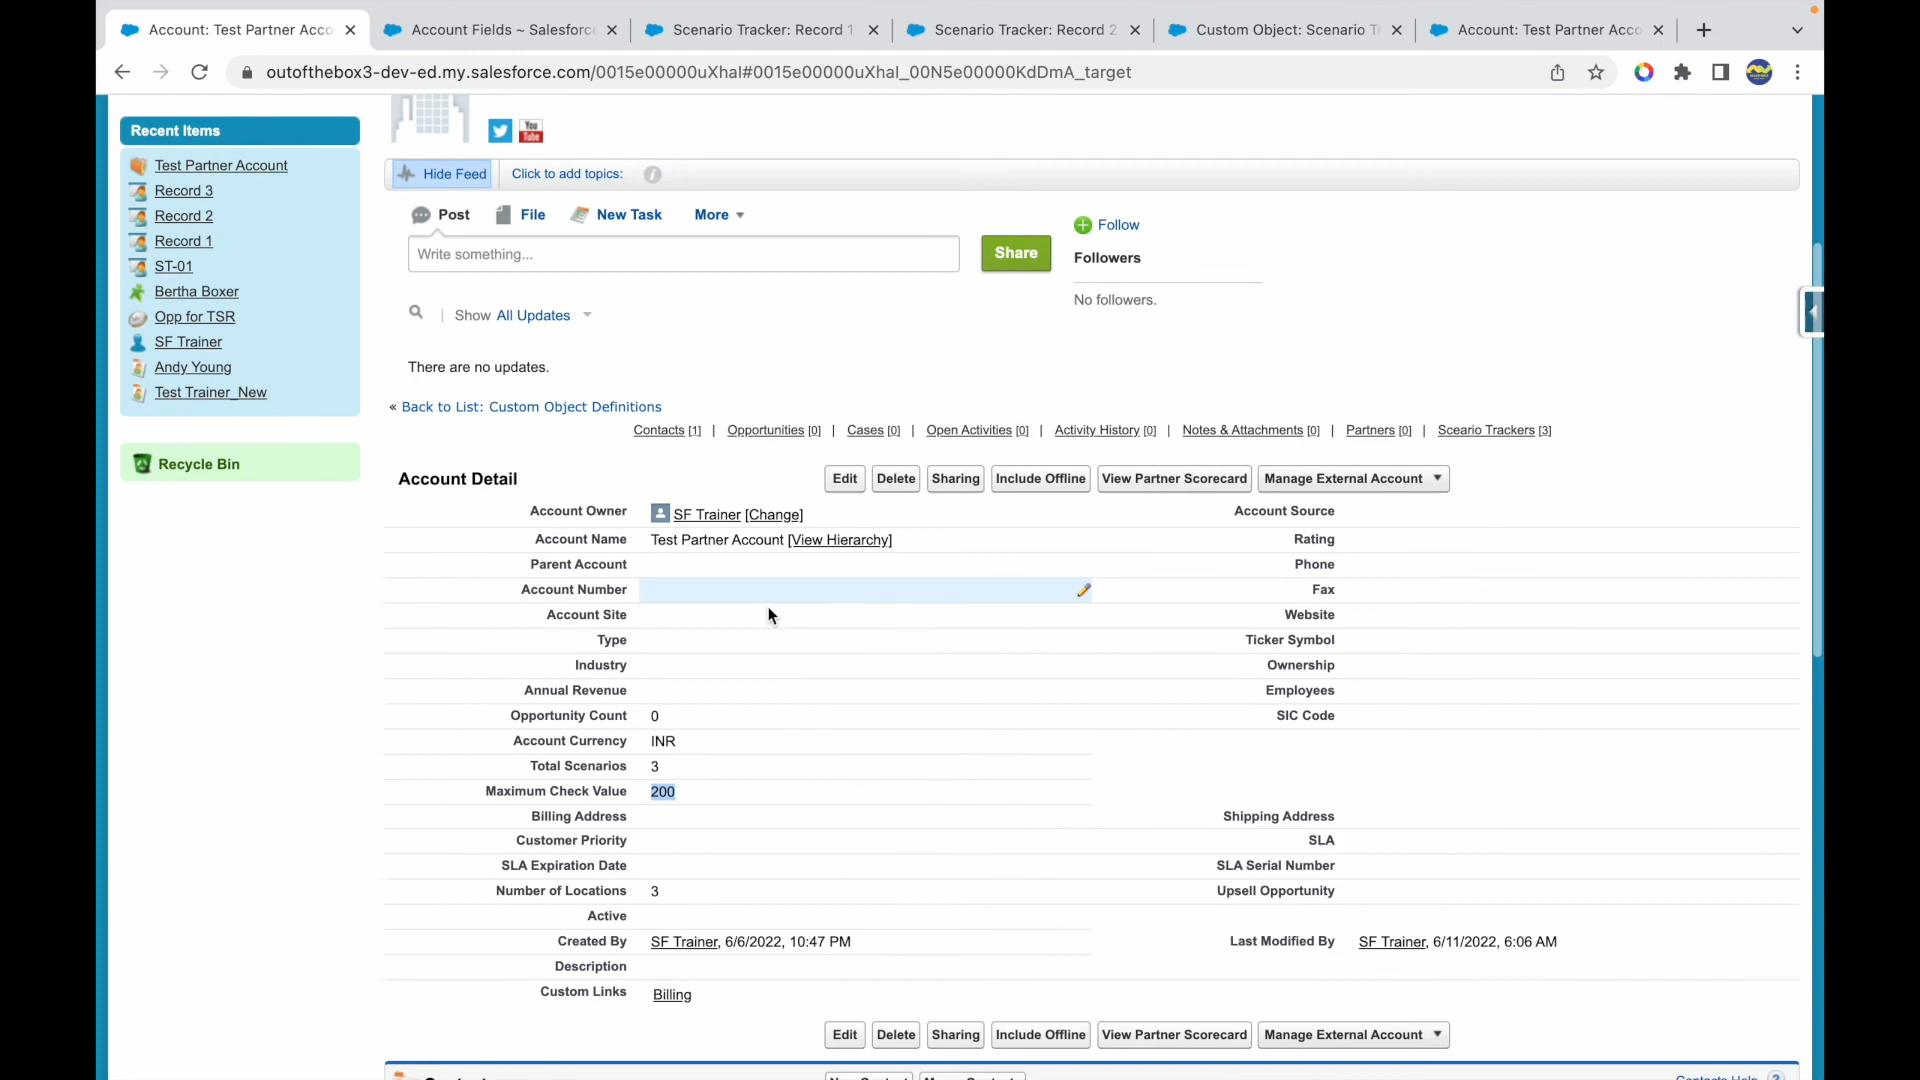 Account: Test Partner Acco
Account Fields ~ Salesforce
Scenario Tracker: Record 1
Scenario Tracker: Record 2
Custom Object: Scenario T
Account: Test Partner Acco
outofthebox3-dev-ed.my.salesforce.com/0015e00000uXhal#0015e00000uXhal_00N5e00000KdDmA_target
Recent Items
Test Partner Account
Record 3
Record 2
Record 1
ST-01
Bertha Boxer
Opp for TSR
SF Trainer
Andy Young
Test Trainer_New
Recycle Bin
You
Tube
Hide Feed
Click to add topics:
Post File New Task More
Write something...
Share
Follow
Followers
No followers.
Show All Updates
There are no updates.
« Back to List: Custom Object Definitions
Contacts [1] | Opportunities [0] | Cases [0] | Open Activities [0] | Activity History [0] | Notes & Attachments [0] | Partners [0] | Sceario Trackers [3]
Account Detail
Edit Delete Sharing Include Offline View Partner Scorecard Manage External Account
Account Owner SF Trainer [Change] Account Source
Account Name Test Partner Account [View Hierarchy] Rating
Parent Account Phone
Account Number Fax
Account Site Website
Type Ticker Symbol
Industry Ownership
Annual Revenue Employees
Opportunity Count 0 SIC Code
Account Currency INR
Total Scenarios 3
Maximum Check Value 200
Billing Address Shipping Address
Customer Priority SLA
SLA Expiration Date SLA Serial Number
Number of Locations 3 Upsell Opportunity
Active
Created By SF Trainer, 6/6/2022, 10:47 PM Last Modified By SF Trainer, 6/11/2022, 6:06 AM
Description
Custom Links Billing
Edit Delete Sharing Include Offline View Partner Scorecard Manage External Account